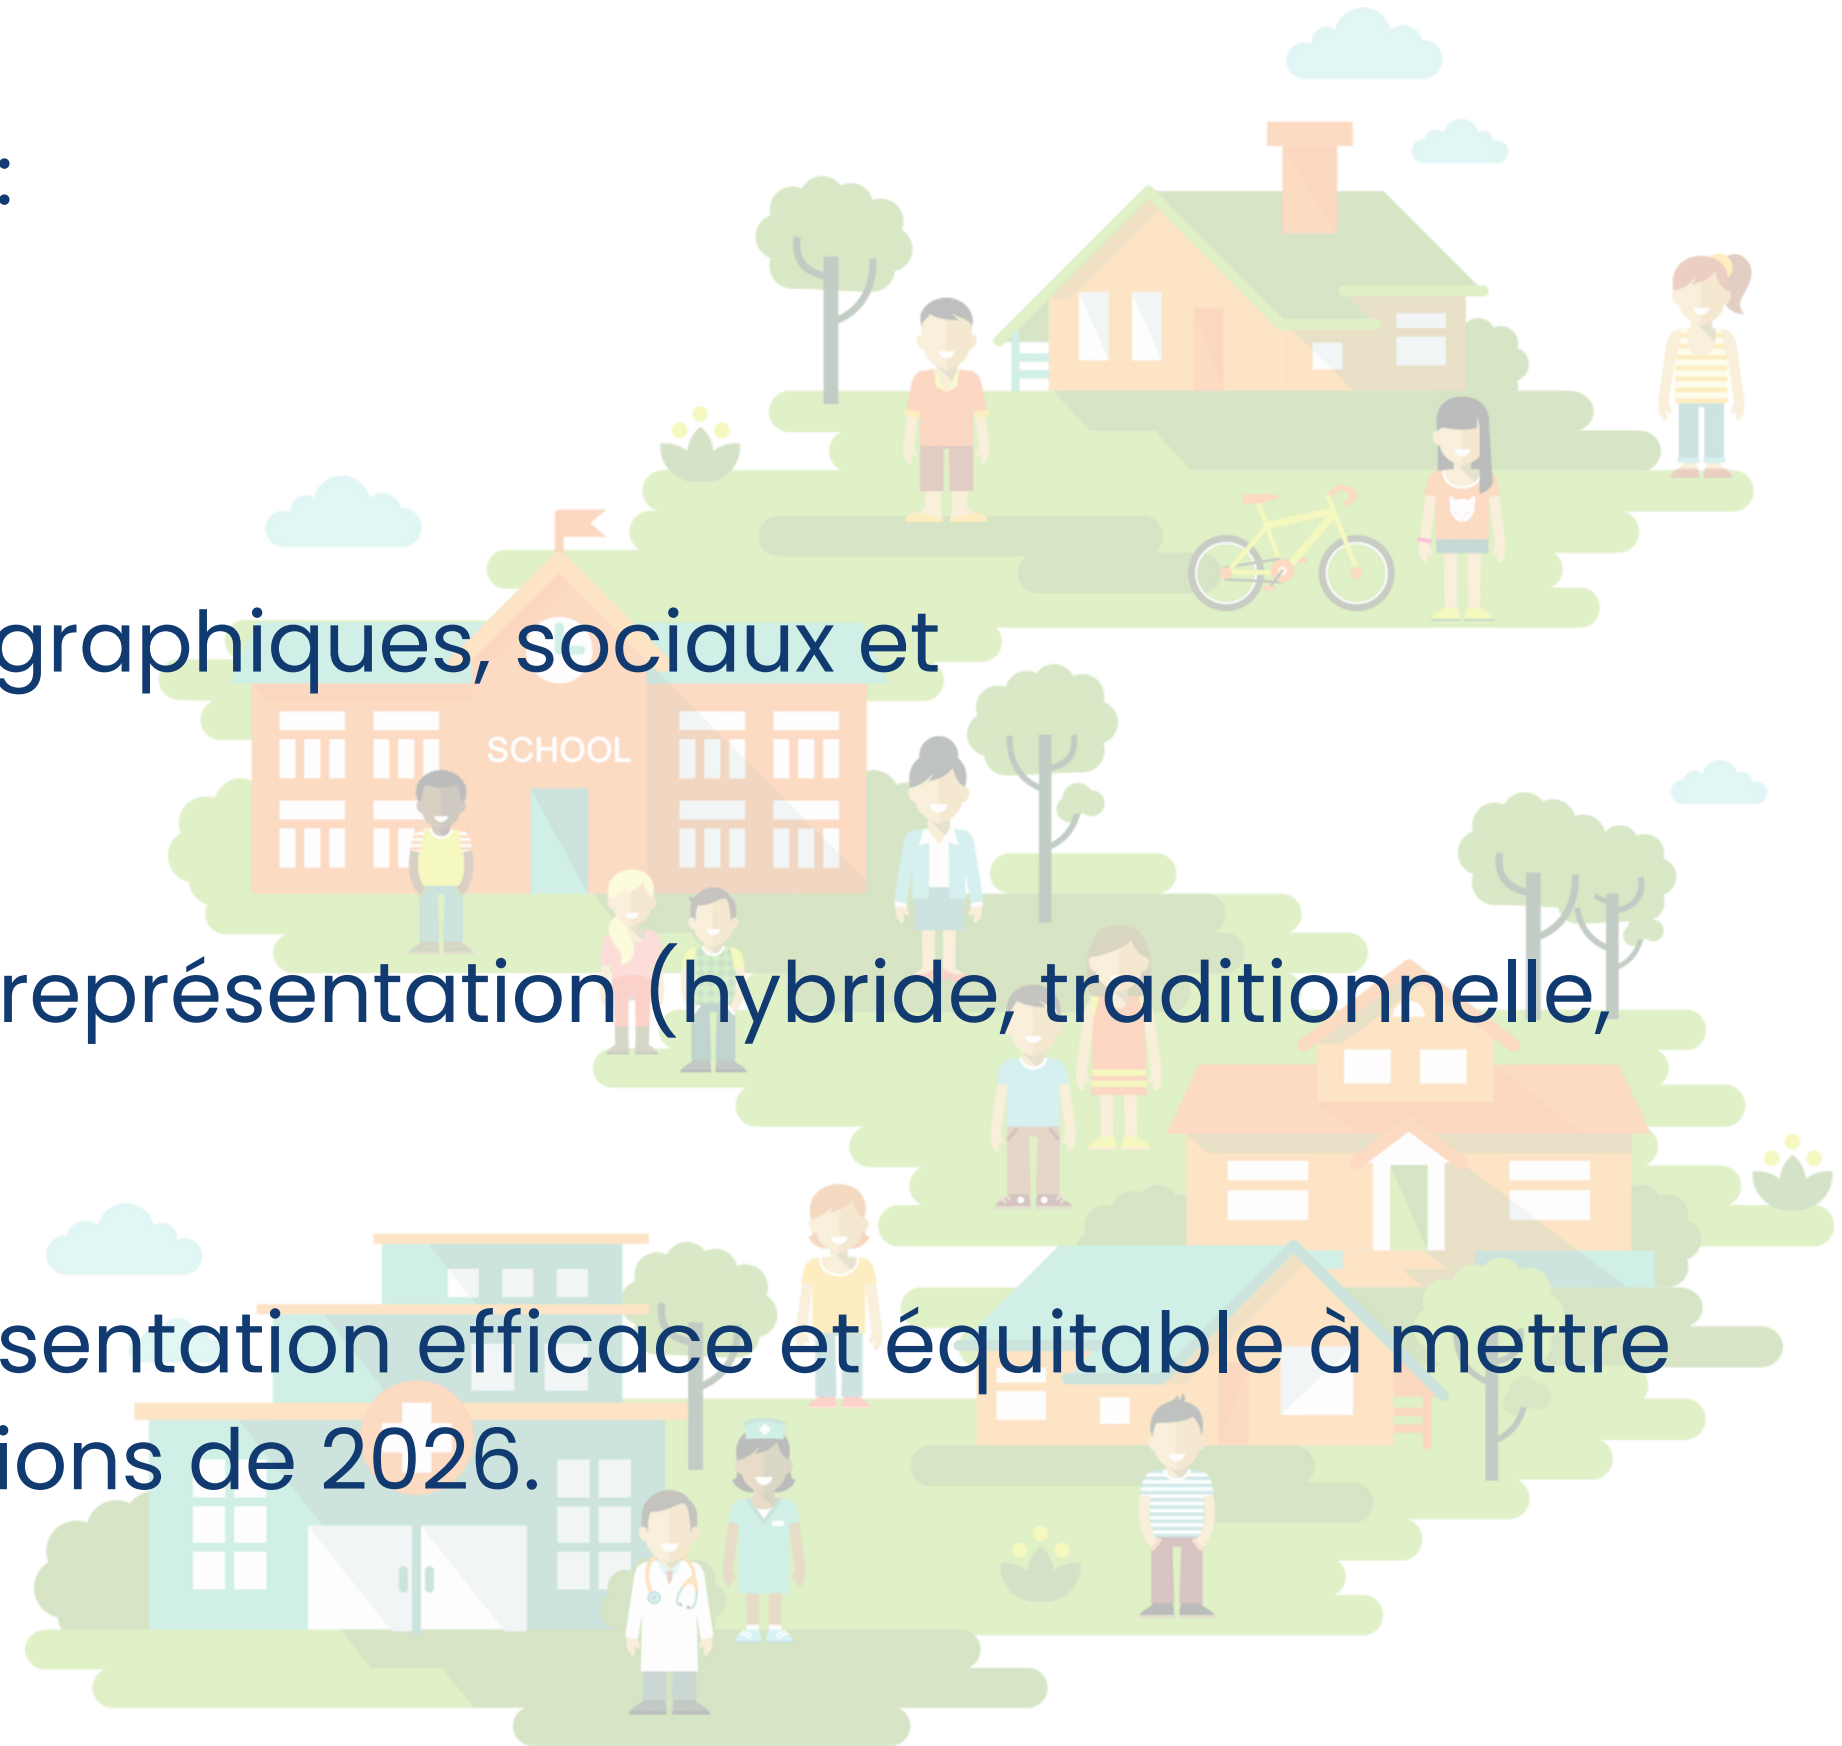 :
graphiques, sociaux et
SCHOOL
représentation (hybride, traditionnelle,
sentation efficace et équitable à mettre
ions de 2026.